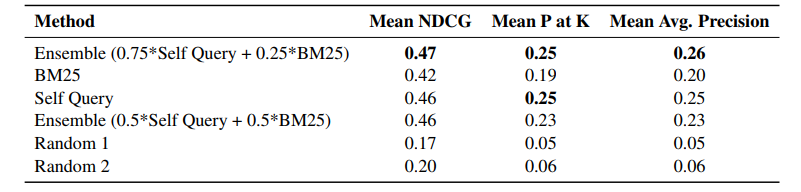 Method Mean NDCG Mean P at K Mean Avg. Precision
Ensemble (0.75*Self Query + 0.25*BM25) 0.47 0.25 0.26
BM25 0.42 0.19 0.20
Self Query 0.46 0.25 0.25
Ensemble (0.5*Self Query + 0.5*BM25) 0.46 0.23 0.23
Random 1 0.17 0.05 0.05
Random 2 0.20 0.06 0.06